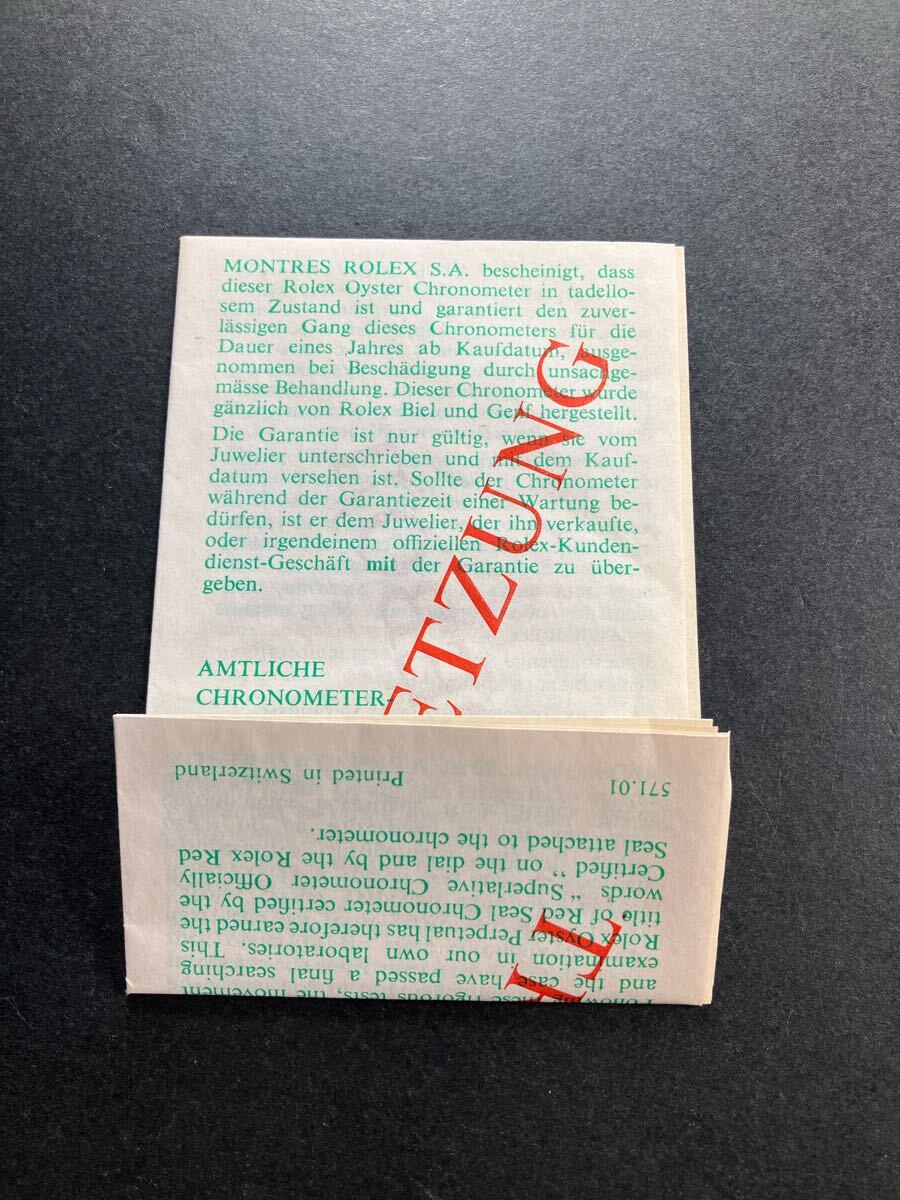 MONTRES ROLEX S.A. bescheinigt, dass
dieser Rolex Oyster Chronometer in tadello-
sem Zustand ist und garantiert den zuver-
lässigen Gang dieses Chronometers für die
Dauer eines Jahres ab Kaufdatum, ausge-
nommen bei Beschädigung durch unsachge-
mässe Behandlung. Dieser Chronometer wurde
gänzlich von Rolex Biel und Genf hergestellt.
Die Garantie ist nur gültig, wenn sie vom
Juwelier unterschrieben und mit dem Kauf-
datum versehen ist. Sollte der Chronometer
während der Garantiezeit einer Wartung be-
dürfen, ist er dem Juwelier, der ihn verkaufte,
oder irgendeinem offiziellen Rolex-Kunden-
dienst-Geschäft mit der Garantie zu über-
geben.
AMTLICHE
CHRONOMETER-
ETZUNG
Following these rigorous tests, the movement
and the case have passed a final searching
examination in our own laboratories. This
Rolex Oyster Perpetual has therefore earned the
title of Red Seal Chronometer certified by the
words “ Superlative Chronometer Officially
Certified ” on the dial and by the Rolex Red
Seal attached to the chronometer.
571.01 Printed in Switzerland